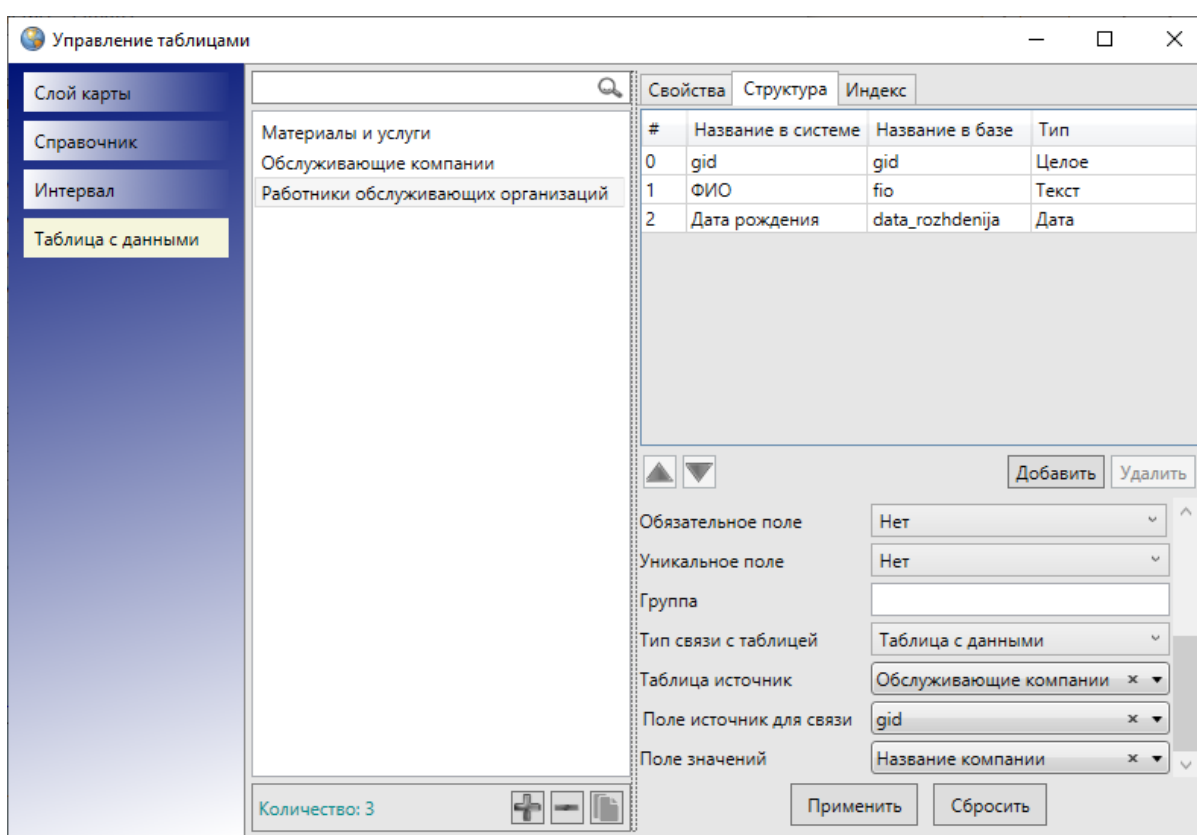 Управление таблицами
Слой карты
Справочник
Интервал
Таблица с данными
Материалы и услуги
Обслуживающие компании
Работники обслуживающих организаций
Количество: 3
Свойства Структура Индекс
# Название в системе Название в базе Тип
0 gid gid Целое
1 ФИО fio Текст
2 Дата рождения data_rozhdenija Дата
Добавить Удалить
Обязательное поле Нет
Уникальное поле Нет
Группа
Тип связи с таблицей Таблица с данными
Таблица источник Обслуживающие компании
Поле источник для связи gid
Поле значений Название компании
Применить Сбросить